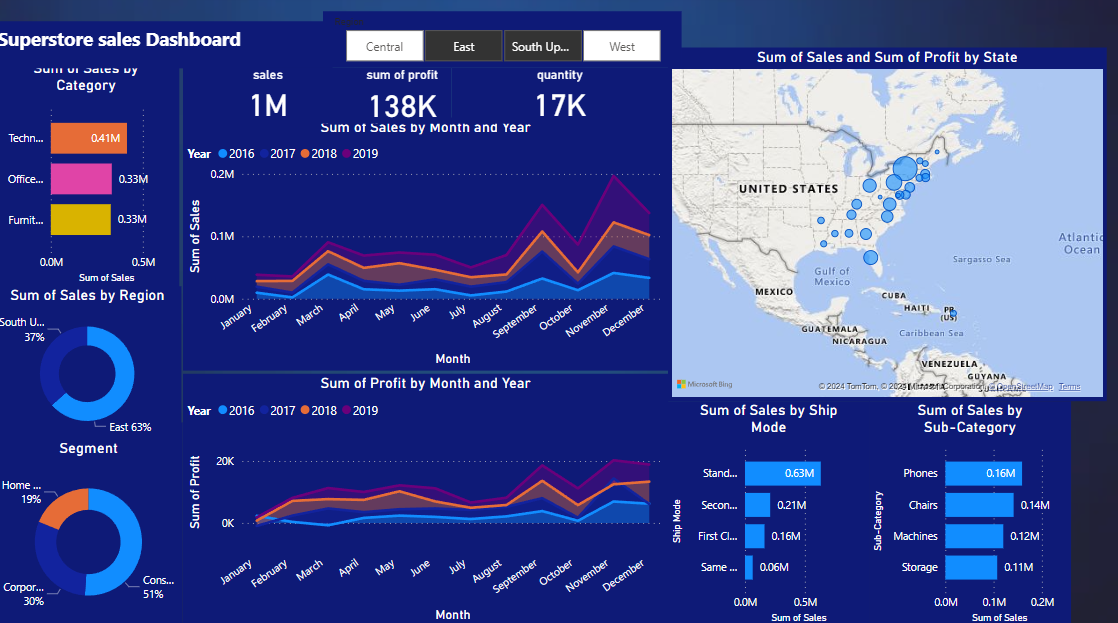 Superstore sales Dashboard
Central
East
South Up...
West
Sum of Sales by
Category
Techn...
0.41M
Office...
0.33M
Furnit...
0.33M
0.0M
0.5M
Sum of Sales
sales
1M
sum of profit
138K
quantity
17K
Sum of Sales by Month and Year
Year 2016 2017 2018 2019
Sum of Sales
0.2M
0.1M
0.0M
January
February
March
April
May
June
July
August
September
October
November
December
Month
Sum of Sales and Sum of Profit by State
UNITED STATES
MEXICO
Gulf of
Mexico
CUBA
HAITI
PR
(US)
GUATEMALA
NICARAGUA
Caribbean Sea
VENEZUELA
GUYANA
Sargasso Sea
Atlantic
Ocean
Microsoft Bing
© 2024 TomTom, © 2025 Microsoft Corporation, © OpenStreetMap Terms
Sum of Sales by Region
South U...
37%
East 63%
Segment
Home ...
19%
Corpor...
30%
Cons...
51%
Sum of Profit by Month and Year
Year 2016 2017 2018 2019
Sum of Profit
20K
0K
January
February
March
April
May
June
July
August
September
October
November
December
Month
Sum of Sales by Ship
Mode
Ship Mode
Stand...
0.63M
Secon...
0.21M
First Cl...
0.16M
Same ...
0.06M
0.0M
0.5M
Sum of Sales
Sum of Sales by
Sub-Category
Sub-Category
Phones
0.16M
Chairs
0.14M
Machines
0.12M
Storage
0.11M
0.0M
0.1M
0.2M
Sum of Sales